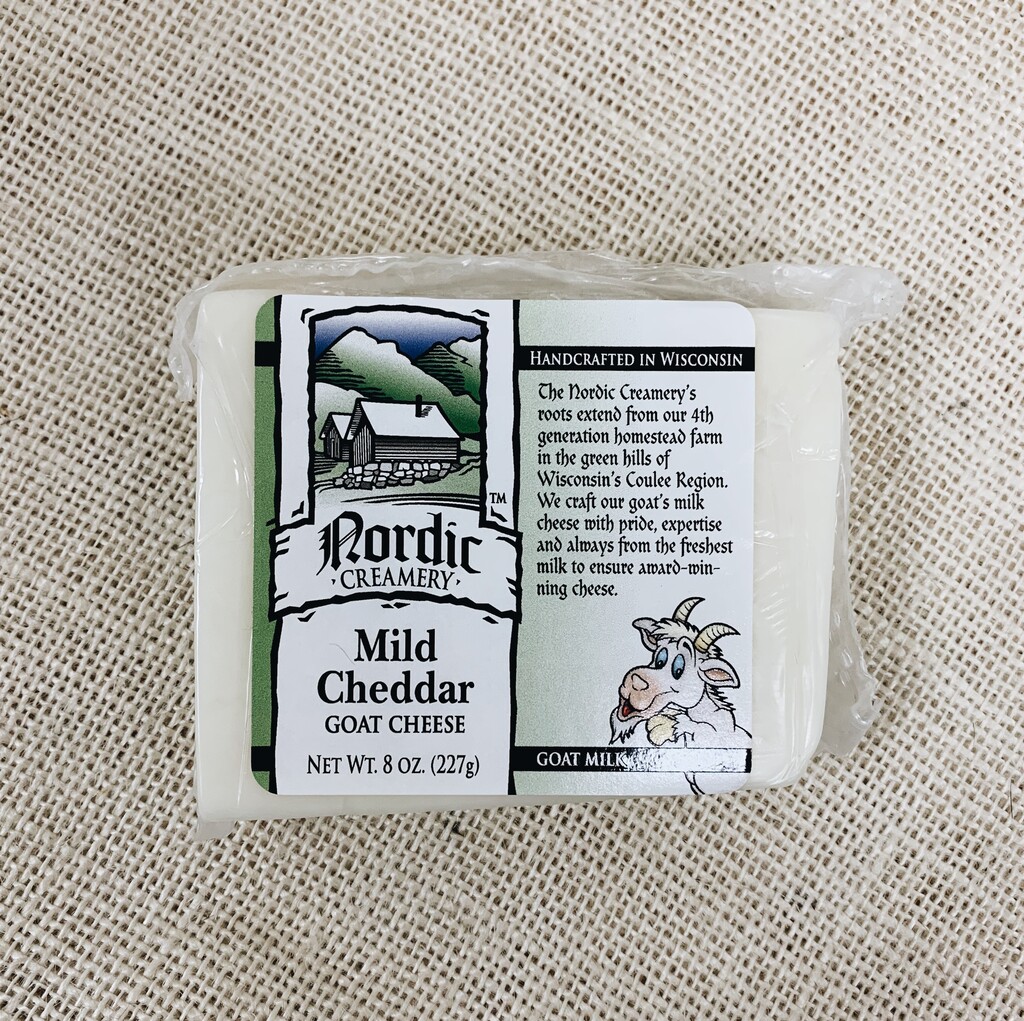 Nordic
CREAMERY
TM
Mild
Cheddar
GOAT CHEESE
NET WT. 8 OZ. (227g)
HANDCRAFTED IN WISCONSIN
The Nordic Creamery's
roots extend from our 4th
generation homestead farm
in the green hills of
Wisconsin's Coulee Region.
We craft our goat's milk
cheese with pride, expertise
and always from the freshest
milk to ensure award-win-
ning cheese.
GOAT MILK